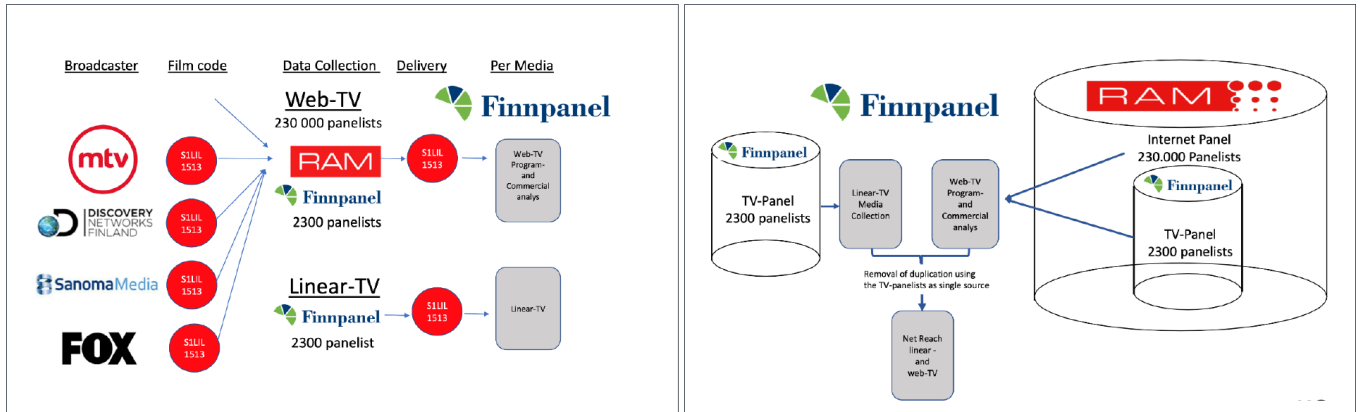 Broadcaster
Film code
Data Collection
Delivery
Per Media
Web-TV
230 000 panelists
Finnpanel
mtv
S1LIL
1513
RAM
S1LIL
1513
Web-TV
Program-
and
Commercial
analys
Finnpanel
2300 panelists
DISCOVERY
NETWORKS
FINLAND
S1LIL
1513
SanomaMedia
S1LIL
1513
Linear-TV
Finnpanel
2300 panelist
S1LIL
1513
Linear-TV
FOX
S1LIL
1513
Finnpanel
RAM
Finnpanel
TV-Panel
2300 panelists
Linear-TV
Media
Collection
Web-TV
Program-
and
Commercial
analys
Internet Panel
230.000 Panelists
Finnpanel
TV-Panel
2300 panelists
Removal of duplication using
the TV-panelists as single source
Net Reach
linear -
and
web-TV